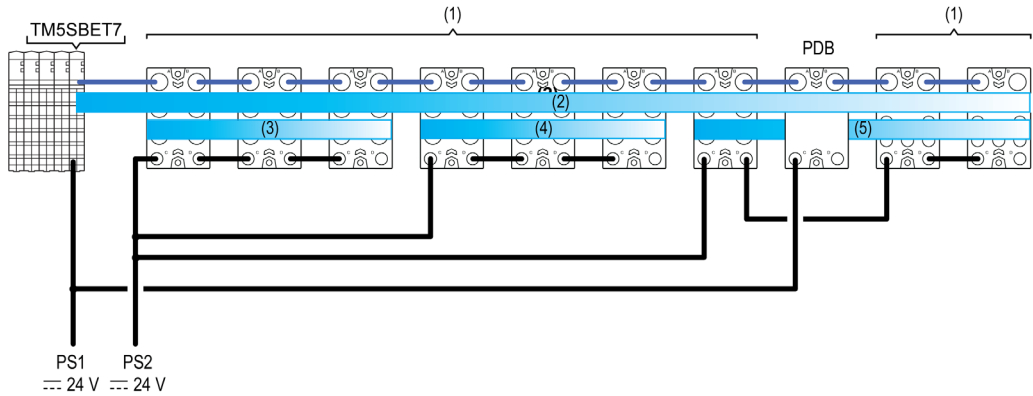 (1)
(1)
TM5SBET7
PDB
(2)
(3)
(4)
(5)
PS1
PS2
24 V
24 V